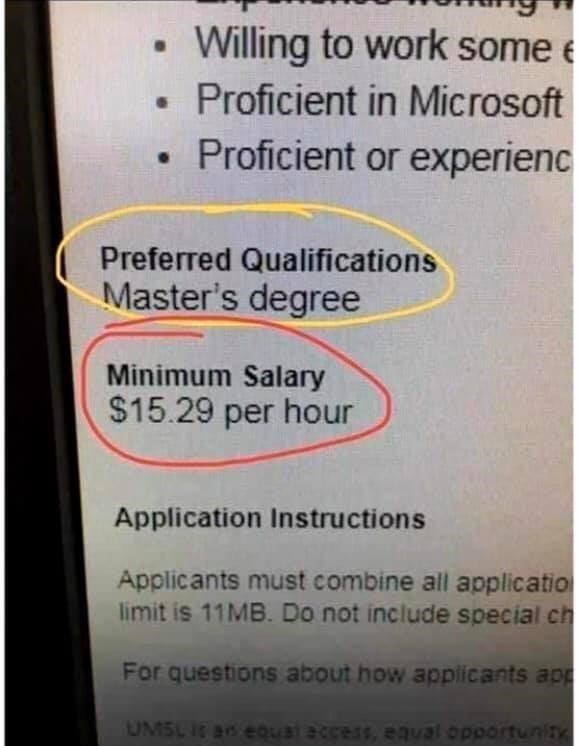 • Willing to work some
• Proficient in Microsoft
• Proficient or experienc
Preferred Qualifications
Master's degree
Minimum Salary
$15.29 per hour
Application Instructions
Applicants must combine all applicatio
limit is 11MB. Do not include special ch
For questions about how applicants app
UMSL is an equal access, equal opportunity